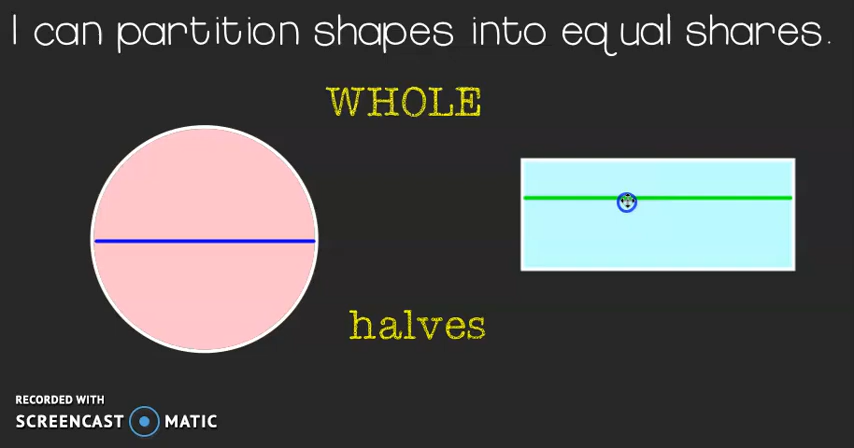 I can partition shapes into equal shares.
WHOLE
halves
RECORDED WITH
SCREENCAST MATIC